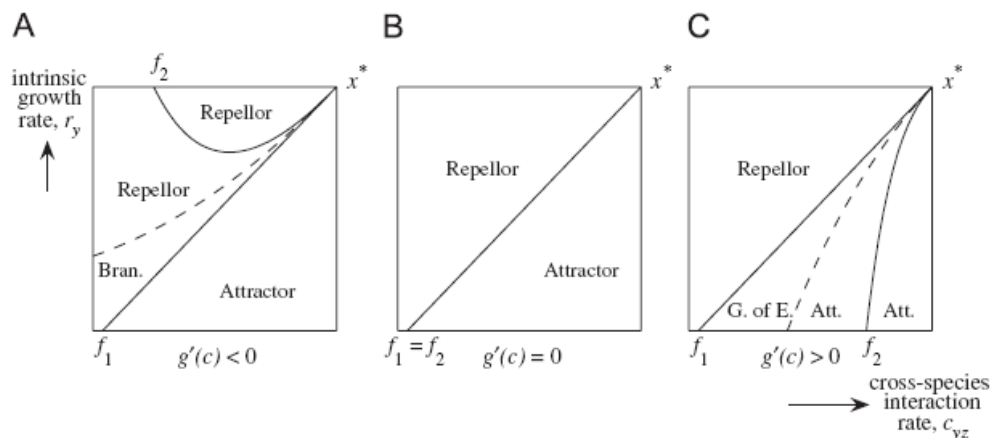 A
B
C
intrinsic
growth
rate, r_y
f_2
x*
Repellor
Repellor
Bran.
Attractor
f_1
g'(c) < 0
x*
Repellor
Attractor
f_1 = f_2
g'(c) = 0
x*
Repellor
G. of E.
Att.
Att.
f_1
g'(c) > 0
f_2
cross-species
interaction
rate, c_yz